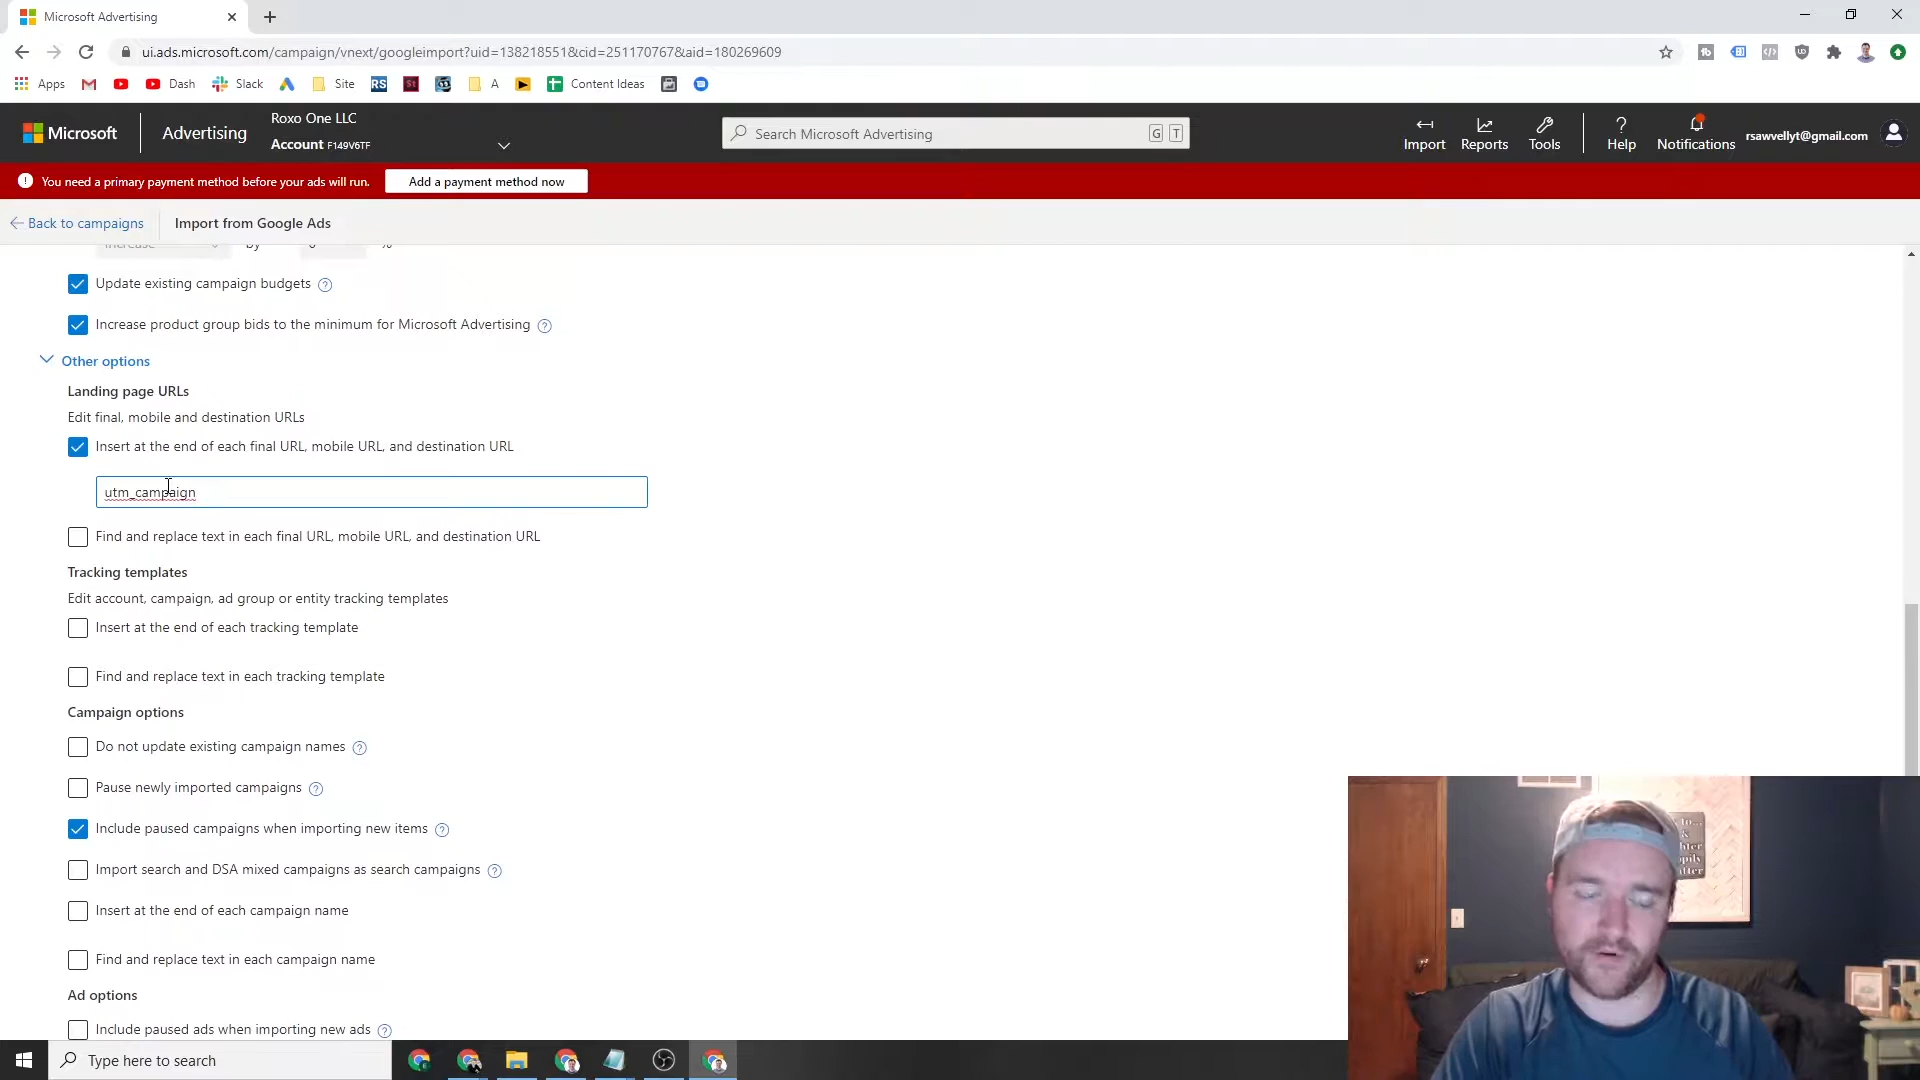 Microsoft Advertising
ui.ads.microsoft.com/campaign/vnext/googleimport?uid=138218551&cid=251170767&aid=180269609
Apps
Dash
Slack
Site
RS
St
A
Content Ideas
Microsoft
Advertising
Roxo One LLC
Account F149V6TF
Search Microsoft Advertising
G
T
Import
Reports
Tools
Help
Notifications
rsawvellyt@gmail.com
You need a primary payment method before your ads will run.
Add a payment method now
Back to campaigns
Import from Google Ads
Increase by 0 %
Update existing campaign budgets
Increase product group bids to the minimum for Microsoft Advertising
Other options
Landing page URLs
Edit final, mobile and destination URLs
Insert at the end of each final URL, mobile URL, and destination URL
utm_campaign
Find and replace text in each final URL, mobile URL, and destination URL
Tracking templates
Edit account, campaign, ad group or entity tracking templates
Insert at the end of each tracking template
Find and replace text in each tracking template
Campaign options
Do not update existing campaign names
Pause newly imported campaigns
Include paused campaigns when importing new items
Import search and DSA mixed campaigns as search campaigns
Insert at the end of each campaign name
Find and replace text in each campaign name
Ad options
Include paused ads when importing new ads
Type here to search